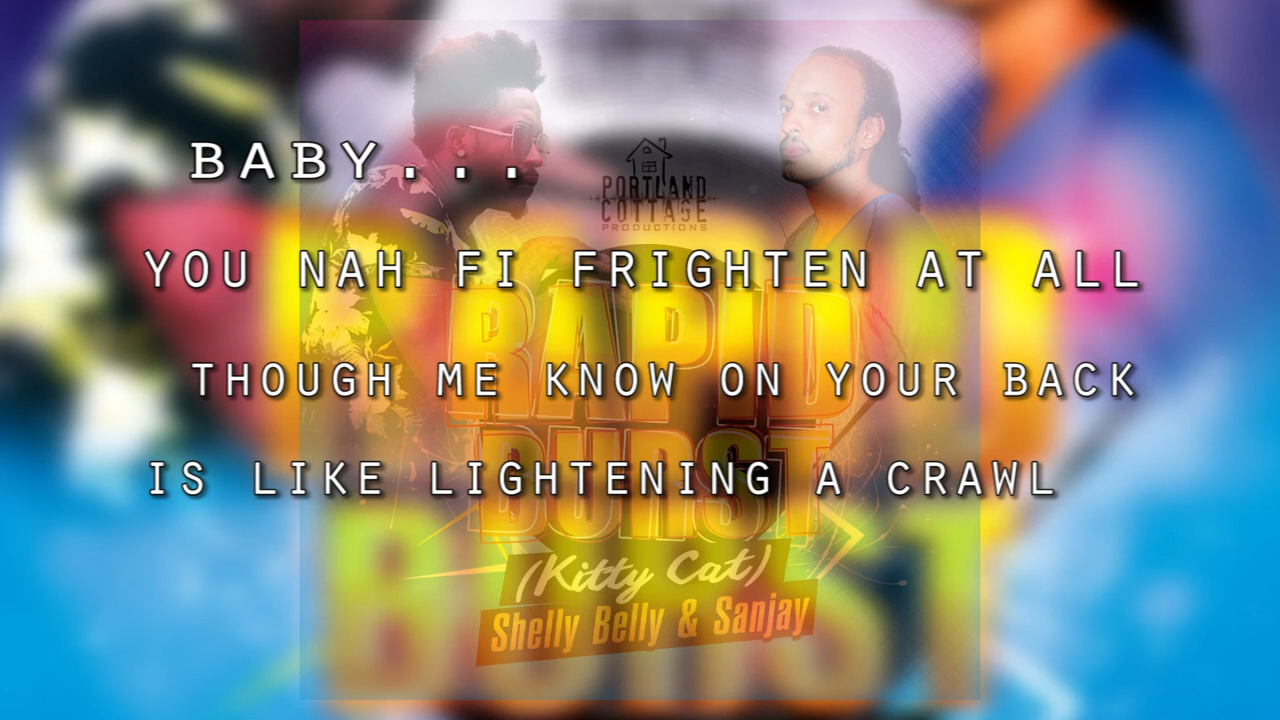 BABY...
PORTLAND
COTTAGE
PRODUCTIONS
YOU NAH FI FRIGHTEN AT ALL
RAPID
THOUGH ME KNOW ON YOUR BACK
BURST
IS LIKE LIGHTENING A CRAWL
(Kitty Cat)
Shelly Belly & Sanjay